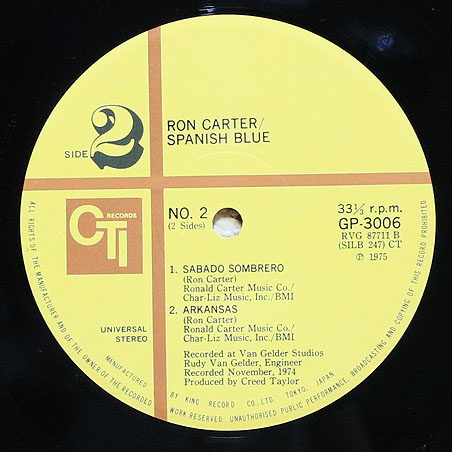 SIDE 2
RON CARTER/
SPANISH BLUE
CTI RECORDS
NO. 2
(2 Sides)
33⅓ r.p.m.
GP-3006
RVG 87711 B
(SILB 247) CT
℗ 1975
1. SABADO SOMBRERO
(Ron Carter)
Ronald Carter Music Co./
Char-Liz Music, Inc./BMI
2. ARKANSAS
(Ron Carter)
Ronald Carter Music Co./
Char-Liz Music, Inc./BMI
UNIVERSAL
STEREO
Recorded at Van Gelder Studios
Rudy Van Gelder, Engineer
Recorded November, 1974
Produced by Creed Taylor
MANUFACTURED BY KING RECORD CO., LTD. TOKYO, JAPAN
ALL RIGHTS OF THE MANUFACTURER AND OF THE OWNER OF THE RECORDED WORK RESERVED, UNAUTHORISED PUBLIC PERFORMANCE, BROADCASTING AND COPYING OF THIS RECORD PROHIBITED